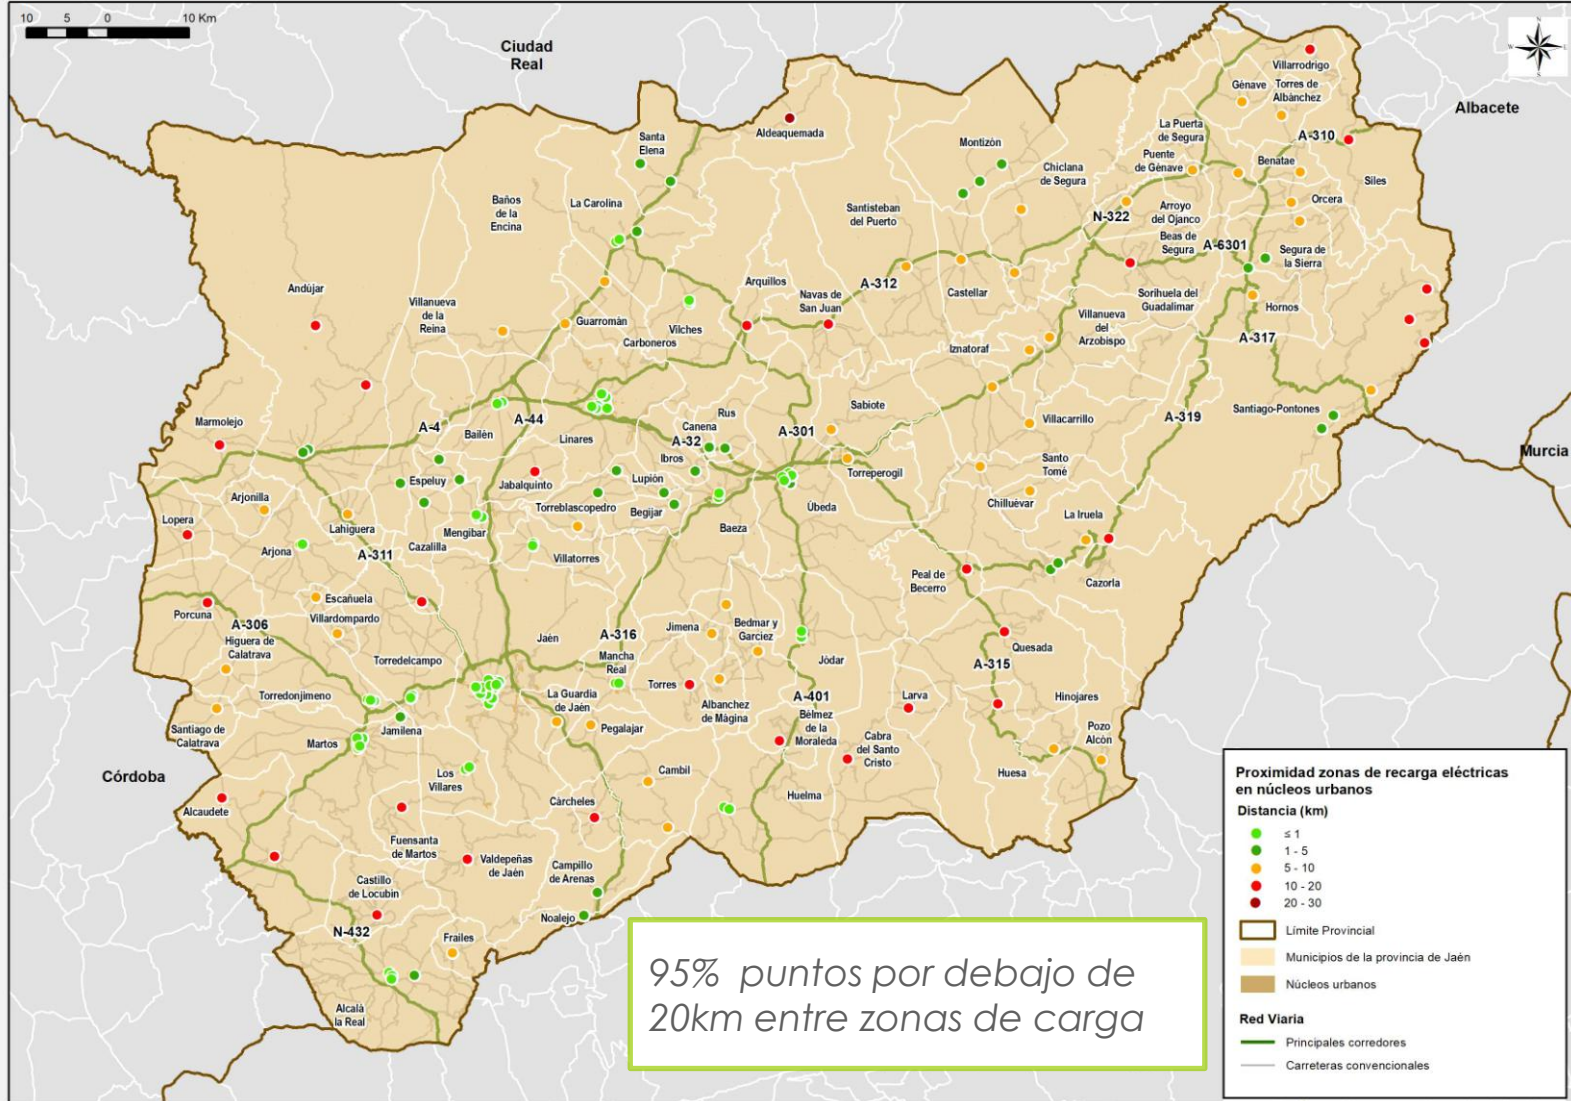 10 5 0 10 Km
Ciudad
Real
N
W E
S
Albacete
Murcia
Córdoba
Villarrodrigo
Génave
Torres de
Albánchez
A-310
La Puerta
de Segura
Puente
de Génave
Benatae
Siles
Orcera
Aldeaquemada
Santa
Elena
Montizón
Chiclana
de Segura
Baños
de la
Encina
La Carolina
Santisteban
del Puerto
N-322
Arroyo
del Ojanco
Beas de
Segura
A-6301
Segura de
la Sierra
Andújar
Villanueva
de la
Reina
Guarromán
Carboneros
Vilches
Arquillos
Navas de
San Juan
A-312
Castellar
Sorihuela del
Guadalimar
Hornos
Villanueva
del
Arzobispo
Iznatoraf
A-317
Marmolejo
A-4
Bailén
A-44
Linares
Rus
Canena
A-32
Ibros
A-301
Sabiote
Villacarrillo
A-319
Santiago-Pontones
Espeluy
Jabalquinto
Lupión
Torreblascopedro
Begijar
Torreperogil
Santo
Tomé
Chilluévar
Arjonilla
Lopera
Lahiguera
Cazalilla
Mengibar
Baeza
Úbeda
La Iruela
Arjona
A-311
Villatorres
Peal de
Becerro
Cazorla
Escañuela
Villardompardo
Porcuna
A-306
Higuera de
Calatrava
Torredelcampo
Jaén
A-316
Mancha
Real
Jimena
Bedmar y
Garcíez
Jódar
Quesada
A-315
Torredonjimeno
La Guardia
de Jaén
Torres
Albanchez
de Mágina
A-401
Bélmez
de la
Moraleda
Larva
Hinojares
Santiago de
Calatrava
Martos
Jamilena
Pegalajar
Cabra
del Santo
Cristo
Pozo
Alcón
Los
Villares
Cambil
Huelma
Huesa
Alcaudete
Fuensanta
de Martos
Cárcheles
Valdepeñas
de Jaén
Campillo
de Arenas
Castillo
de Locubín
Noalejo
N-432
Frailes
Alcalá
la Real
95% puntos por debajo de
20km entre zonas de carga
Proximidad zonas de recarga eléctricas
en núcleos urbanos
Distancia (km)
≤ 1
1 - 5
5 - 10
10 - 20
20 - 30
Límite Provincial
Municipios de la provincia de Jaén
Núcleos urbanos
Red Viaria
Principales corredores
Carreteras convencionales